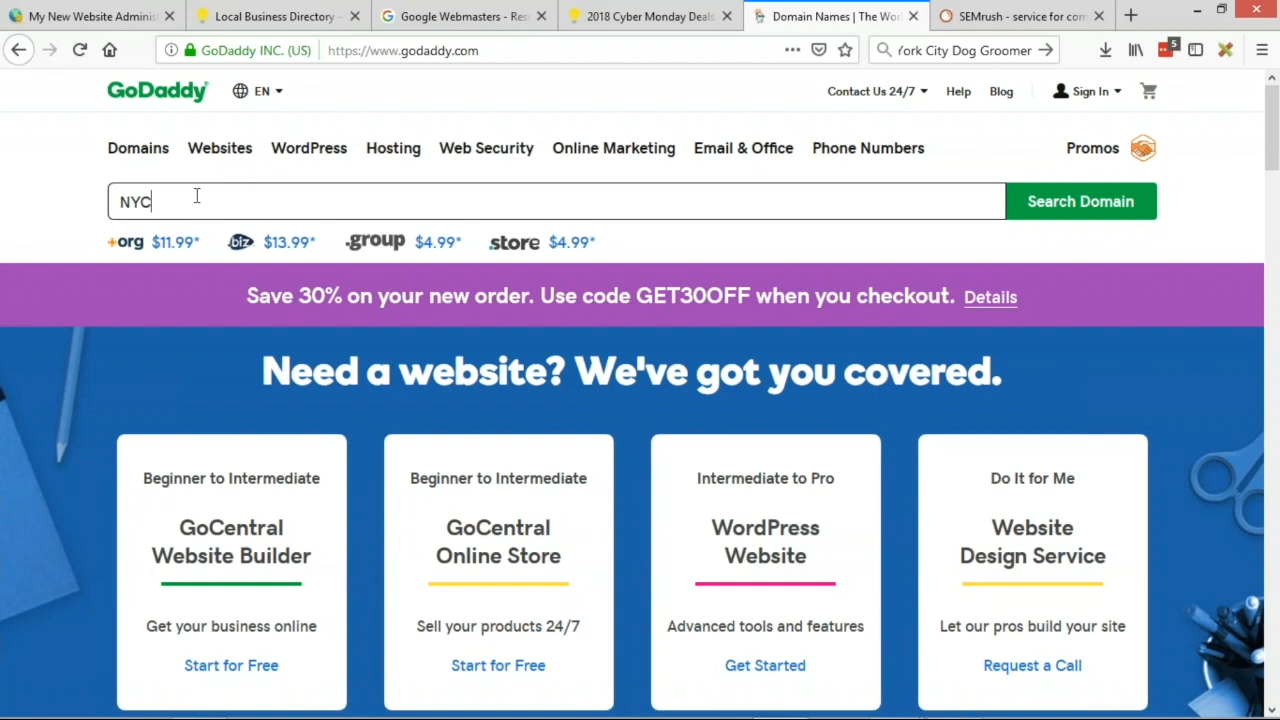 My New Website Adminis
Local Business Directory -
Google Webmasters - Res
2018 Cyber Monday Deals
Domain Names | The Worl
SEMrush - service for com
GoDaddy INC. (US)
https://www.godaddy.com
York City Dog Groomer
5
GoDaddy
EN
Contact Us 24/7
Help
Blog
Sign In
Domains
Websites
WordPress
Hosting
Web Security
Online Marketing
Email & Office
Phone Numbers
Promos
NYC
Search Domain
+org $11.99*
.biz $13.99*
.group $4.99*
.store $4.99*
Save 30% on your new order. Use code GET30OFF when you checkout. Details
Need a website? We've got you covered.
Beginner to Intermediate
GoCentral
Website Builder
Get your business online
Start for Free
Beginner to Intermediate
GoCentral
Online Store
Sell your products 24/7
Start for Free
Intermediate to Pro
WordPress
Website
Advanced tools and features
Get Started
Do It for Me
Website
Design Service
Let our pros build your site
Request a Call